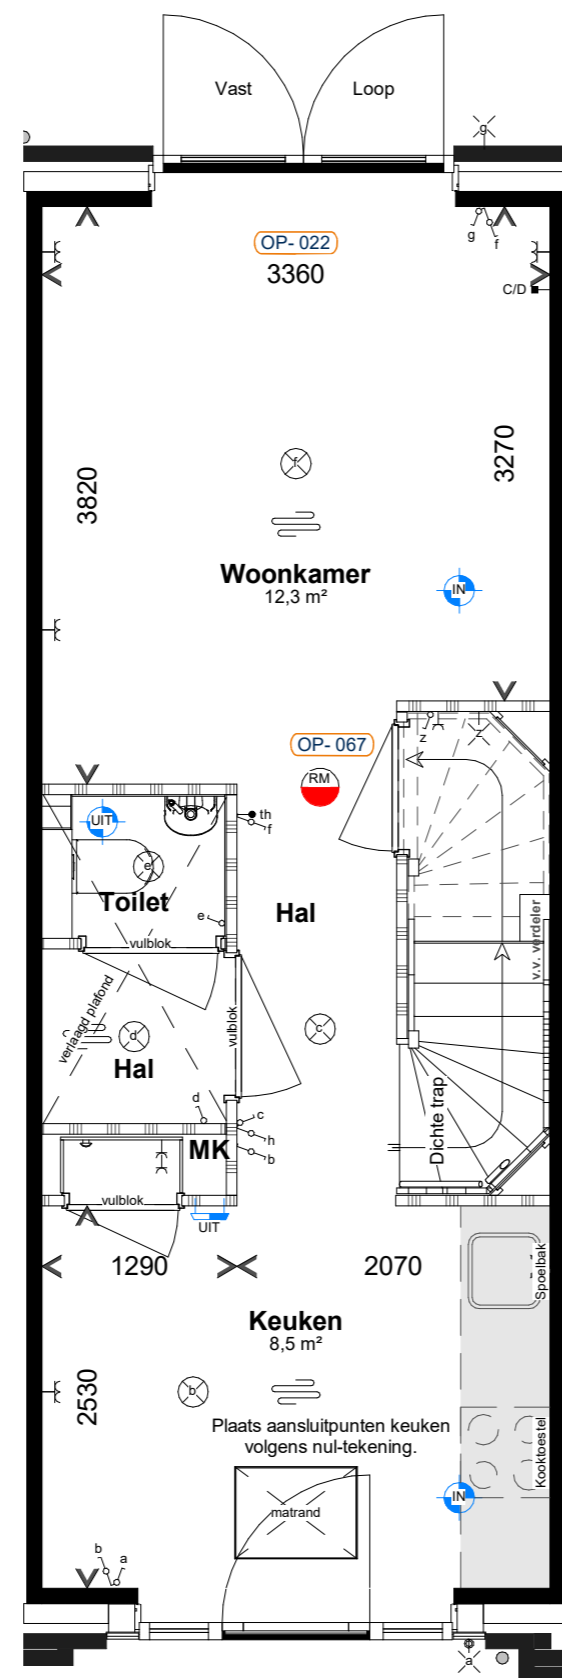 Vast
Loop
g
g
f
OP- 022
3360
C/D
3820
3270
f
Woonkamer
12,3 m²
IN
z
z
OP- 067
RM
UIT
th
f
e
Toilet
e
Hal
vulblok
v.v. verdeler
verlaagd plafond
vulblok
d
c
Hal
d
c
h
b
MK
Dichte trap
vulblok
UIT
1290
2070
Spoelbak
Keuken
8,5 m²
2530
b
Plaats aansluitpunten keuken
volgens nul-tekening.
Kooktoestel
IN
matrand
b
a
a